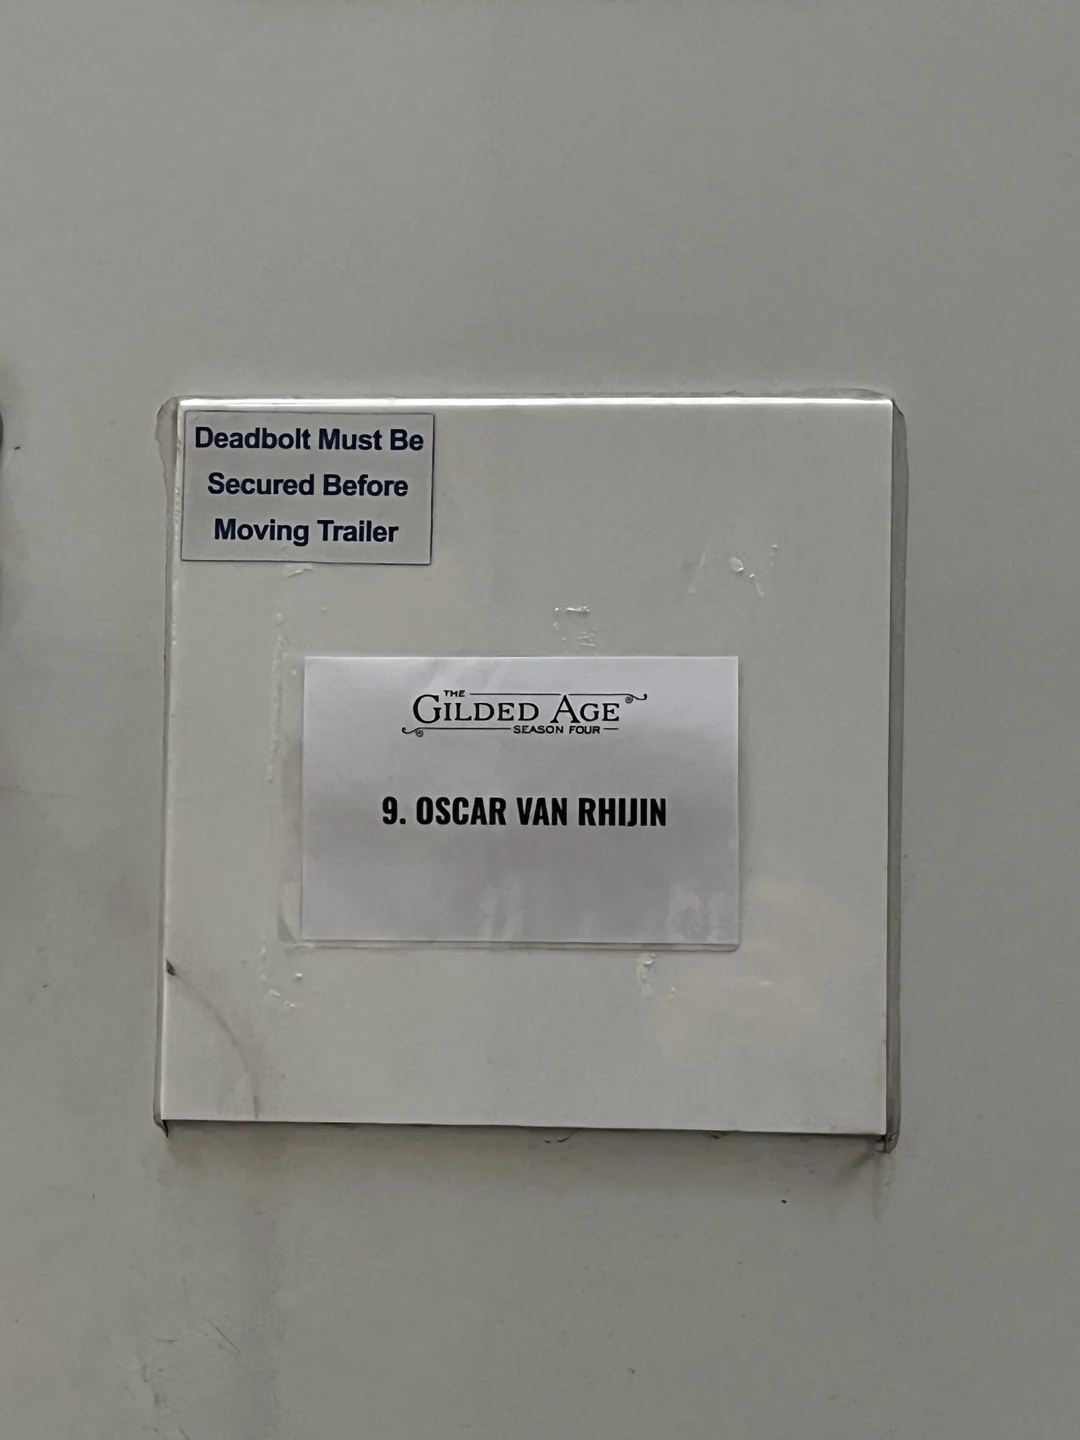 Deadbolt Must Be
Secured Before
Moving Trailer
THE
GILDED AGE
SEASON FOUR
9. OSCAR VAN RHIJIN